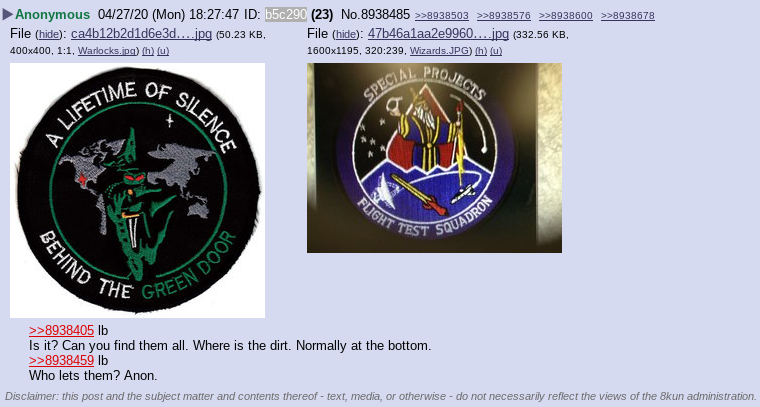 ▶Anonymous 04/27/20 (Mon) 18:27:47 ID: b5c290 (23) No.8938485 >>8938503 >>8938576 >>8938600 >>8938678
File (hide): ca4b12b2d1d6e3d….jpg (50.23 KB,
400x400, 1:1, Warlocks.jpg) (h) (u)
File (hide): 47b46a1aa2e9960….jpg (332.56 KB,
1600x1195, 320:239, Wizards.JPG) (h) (u)
A LIFETIME OF SILENCE
BEHIND THE GREEN DOOR
SPECIAL PROJECTS
FLIGHT TEST SQUADRON
>>8938405 lb
Is it? Can you find them all. Where is the dirt. Normally at the bottom.
>>8938459 lb
Who lets them? Anon.
Disclaimer: this post and the subject matter and contents thereof - text, media, or otherwise - do not necessarily reflect the views of the 8kun administration.